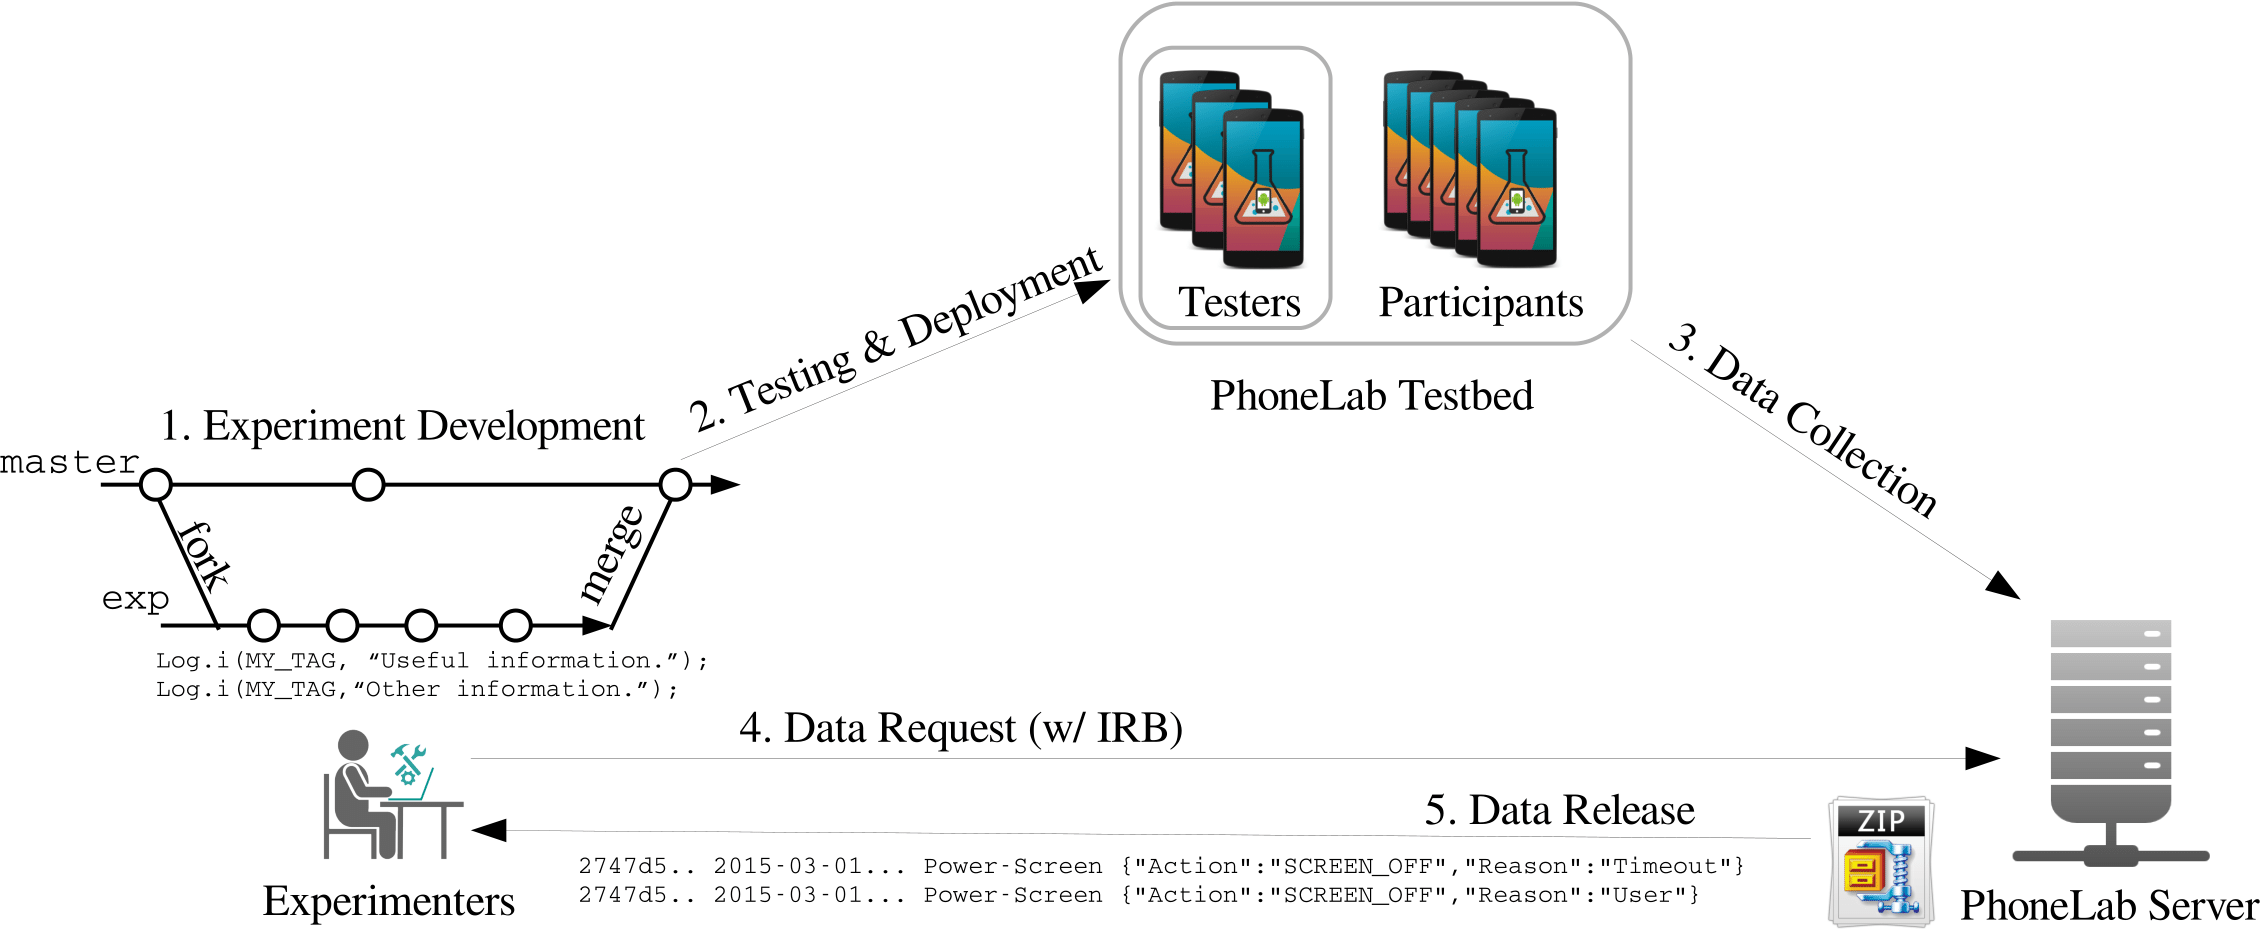 Testers
Participants
PhoneLab Testbed
2. Testing & Deployment
3. Data Collection
1. Experiment Development
master
fork
merge
exp
Log.i(MY_TAG, “Useful information.”);
Log.i(MY_TAG,“Other information.”);
4. Data Request (w/ IRB)
5. Data Release
ZIP
2747d5.. 2015-03-01... Power-Screen {"Action":"SCREEN_OFF","Reason":"Timeout"}
2747d5.. 2015-03-01... Power-Screen {"Action":"SCREEN_OFF","Reason":"User"}
Experimenters
PhoneLab Server